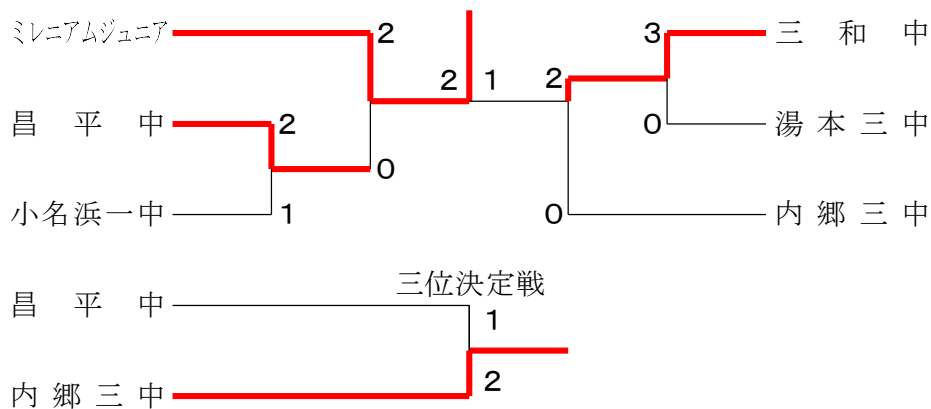 ミレニアムジュニア 2 3 三和中
2 1 2
昌平中 2 0 湯本三中
0
小名浜一中 1 0 内郷三中
三位決定戦
昌平中 1
内郷三中 2